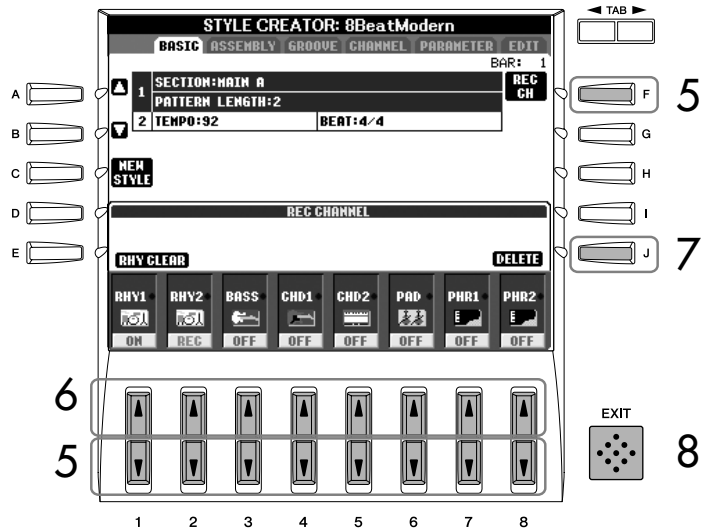 STYLE CREATOR: 8BeatModern
◄ TAB ►
BASIC ASSEMBLY GROOVE CHANNEL PARAMETER EDIT
BAR: 1
A
1 SECTION:MAIN A
PATTERN LENGTH:2
REC
CH
F
5
B
2 TEMPO:92 BEAT:4/4
G
C
NEW
STYLE
H
D
REC CHANNEL
I
E
RHY CLEAR
DELETE
J
7
RHY1 RHY2 BASS CHD1 CHD2 PAD PHR1 PHR2
ON REC OFF OFF OFF OFF OFF OFF
6
5
EXIT
8
1 2 3 4 5 6 7 8